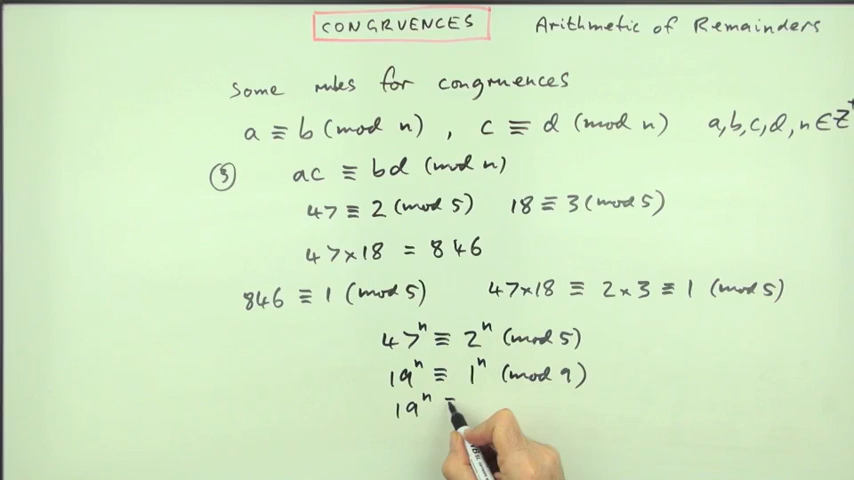 CONGRUENCES Arithmetic of Remainders
Some rules for congruences
a ≡ b (mod n) , c ≡ d (mod n) a,b,c,d,n ∈ Z⁺
③ ac ≡ bd (mod n)
47 ≡ 2 (mod 5) 18 ≡ 3 (mod 5)
47×18 = 846
846 ≡ 1 (mod 5) 47×18 ≡ 2×3 ≡ 1 (mod 5)
47ⁿ ≡ 2ⁿ (mod 5)
19ⁿ ≡ 1ⁿ (mod 9)
19ⁿ =